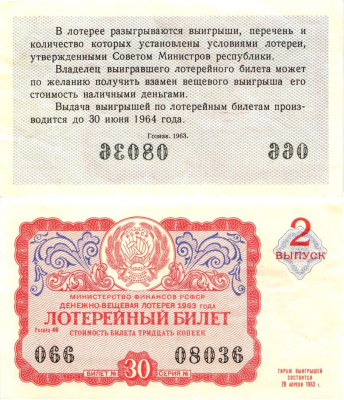 В лотерее разыгрываются выигрыши, перечень и
количество которых установлены условиями лотереи,
утвержденными Советом Министров республики.
Владелец выигравшего лотерейного билета может
по желанию получить взамен вещевого выигрыша его
стоимость наличными деньгами.
Выдача выигрышей по лотерейным билетам произ-
водится до 30 июня 1964 года.
Гознак. 1963.
08036 066
2
ВЫПУСК
МИНИСТЕРСТВО ФИНАНСОВ РСФСР
ДЕНЕЖНО-ВЕЩЕВАЯ ЛОТЕРЕЯ 1963 ГОДА
ЛОТЕРЕЙНЫЙ БИЛЕТ
Разряд 46
СТОИМОСТЬ БИЛЕТА ТРИДЦАТЬ КОПЕЕК
066 08036
БИЛЕТ № 30 СЕРИЯ №
ТИРАЖ ВЫИГРЫШЕЙ
СОСТОИТСЯ
29 АПРЕЛЯ 1963 г.